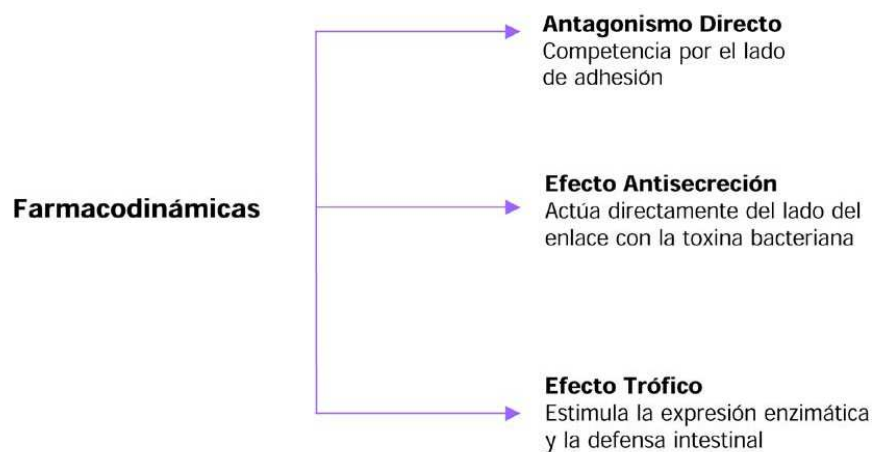 Antagonismo Directo
Competencia por el lado
de adhesión
Farmacodinámicas
Efecto Antisecreción
Actúa directamente del lado del
enlace con la toxina bacteriana
Efecto Trófico
Estimula la expresión enzimática
y la defensa intestinal